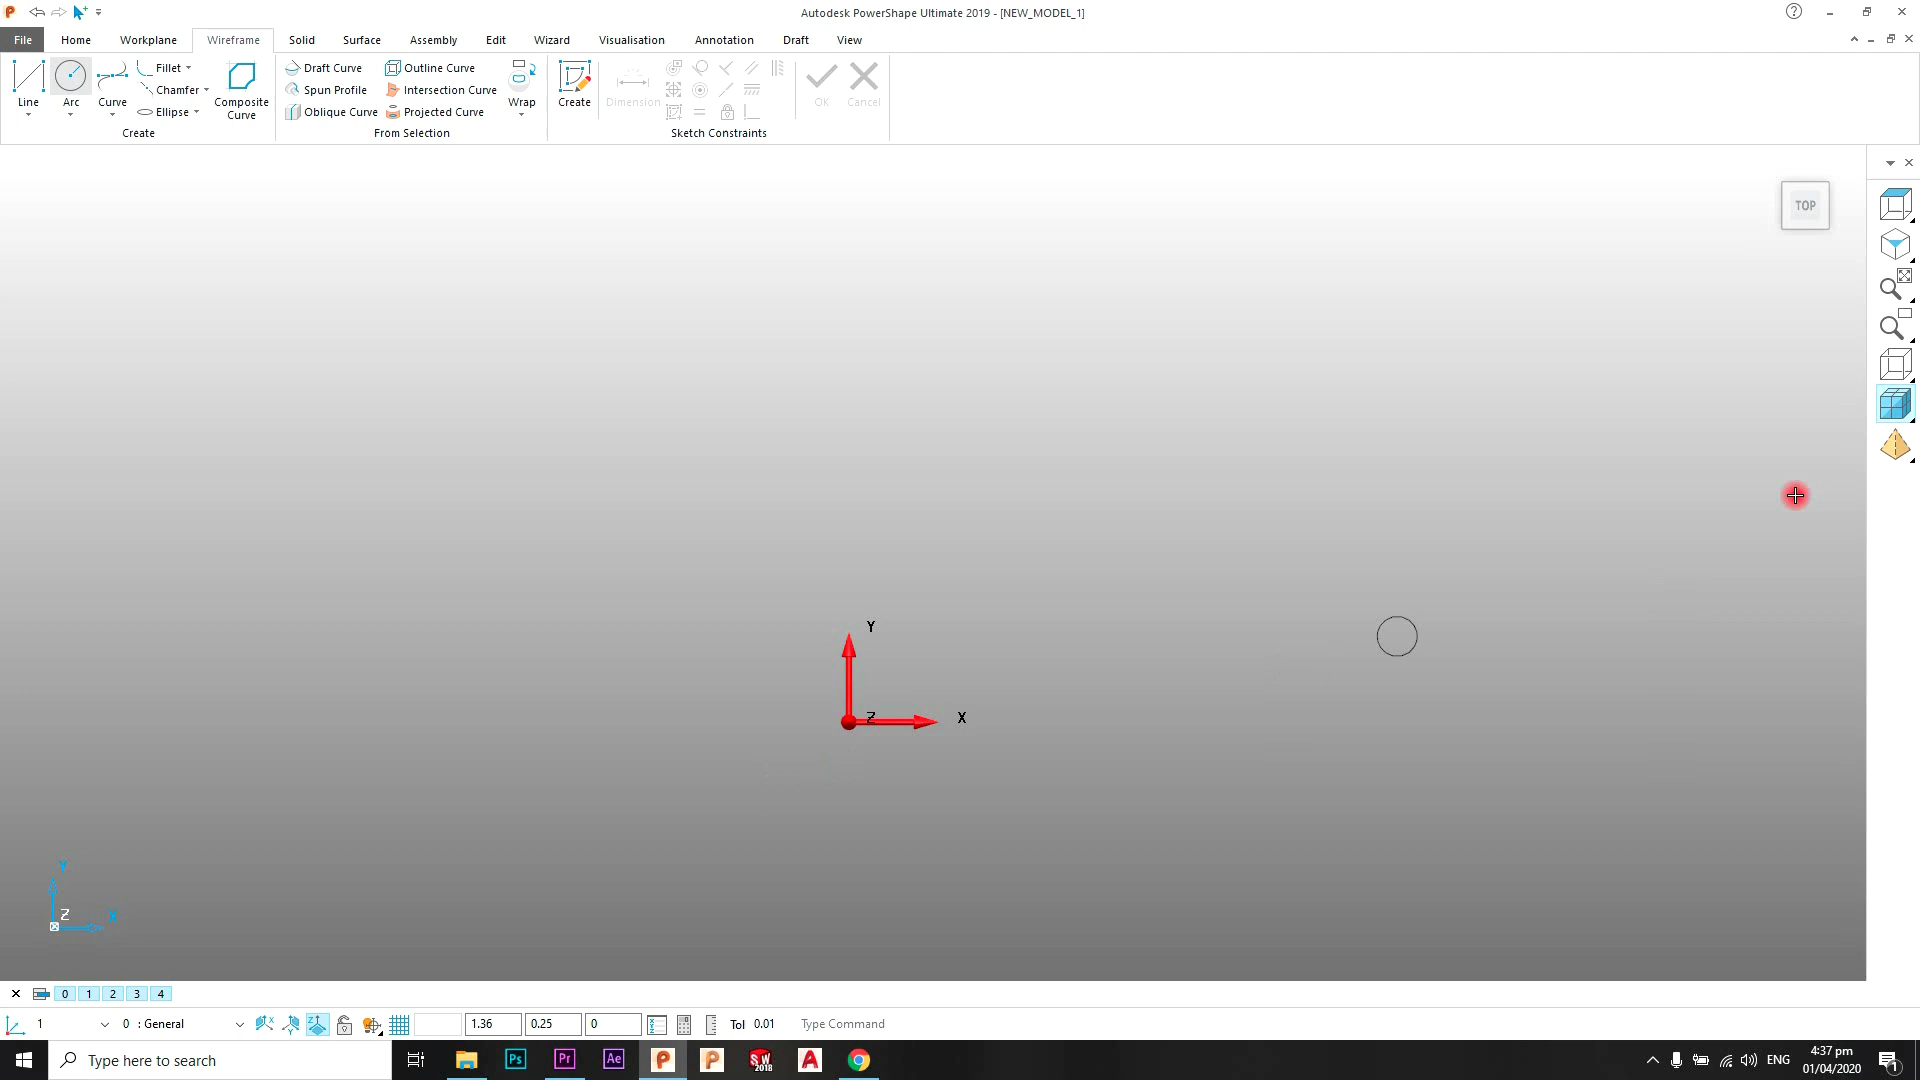 Autodesk PowerShape Ultimate 2019 - [NEW_MODEL_1]
File Home Workplane Wireframe Solid Surface Assembly Edit Wizard Visualisation Annotation Draft View
Line
Arc
Curve
Fillet
Chamfer
Ellipse
Composite
Curve
Create
Draft Curve
Spun Profile
Oblique Curve
Outline Curve
Intersection Curve
Projected Curve
Wrap
From Selection
Create
Dimension
OK
Cancel
Sketch Constraints
TOP
Y
Z
X
Y
Z
X
0 1 2 3 4
1
0 : General
1.36
0.25
0
Tol 0.01
Type Command
Type here to search
Ps
Pr
Ae
SW
2018
ENG
4:37 pm
01/04/2020
1